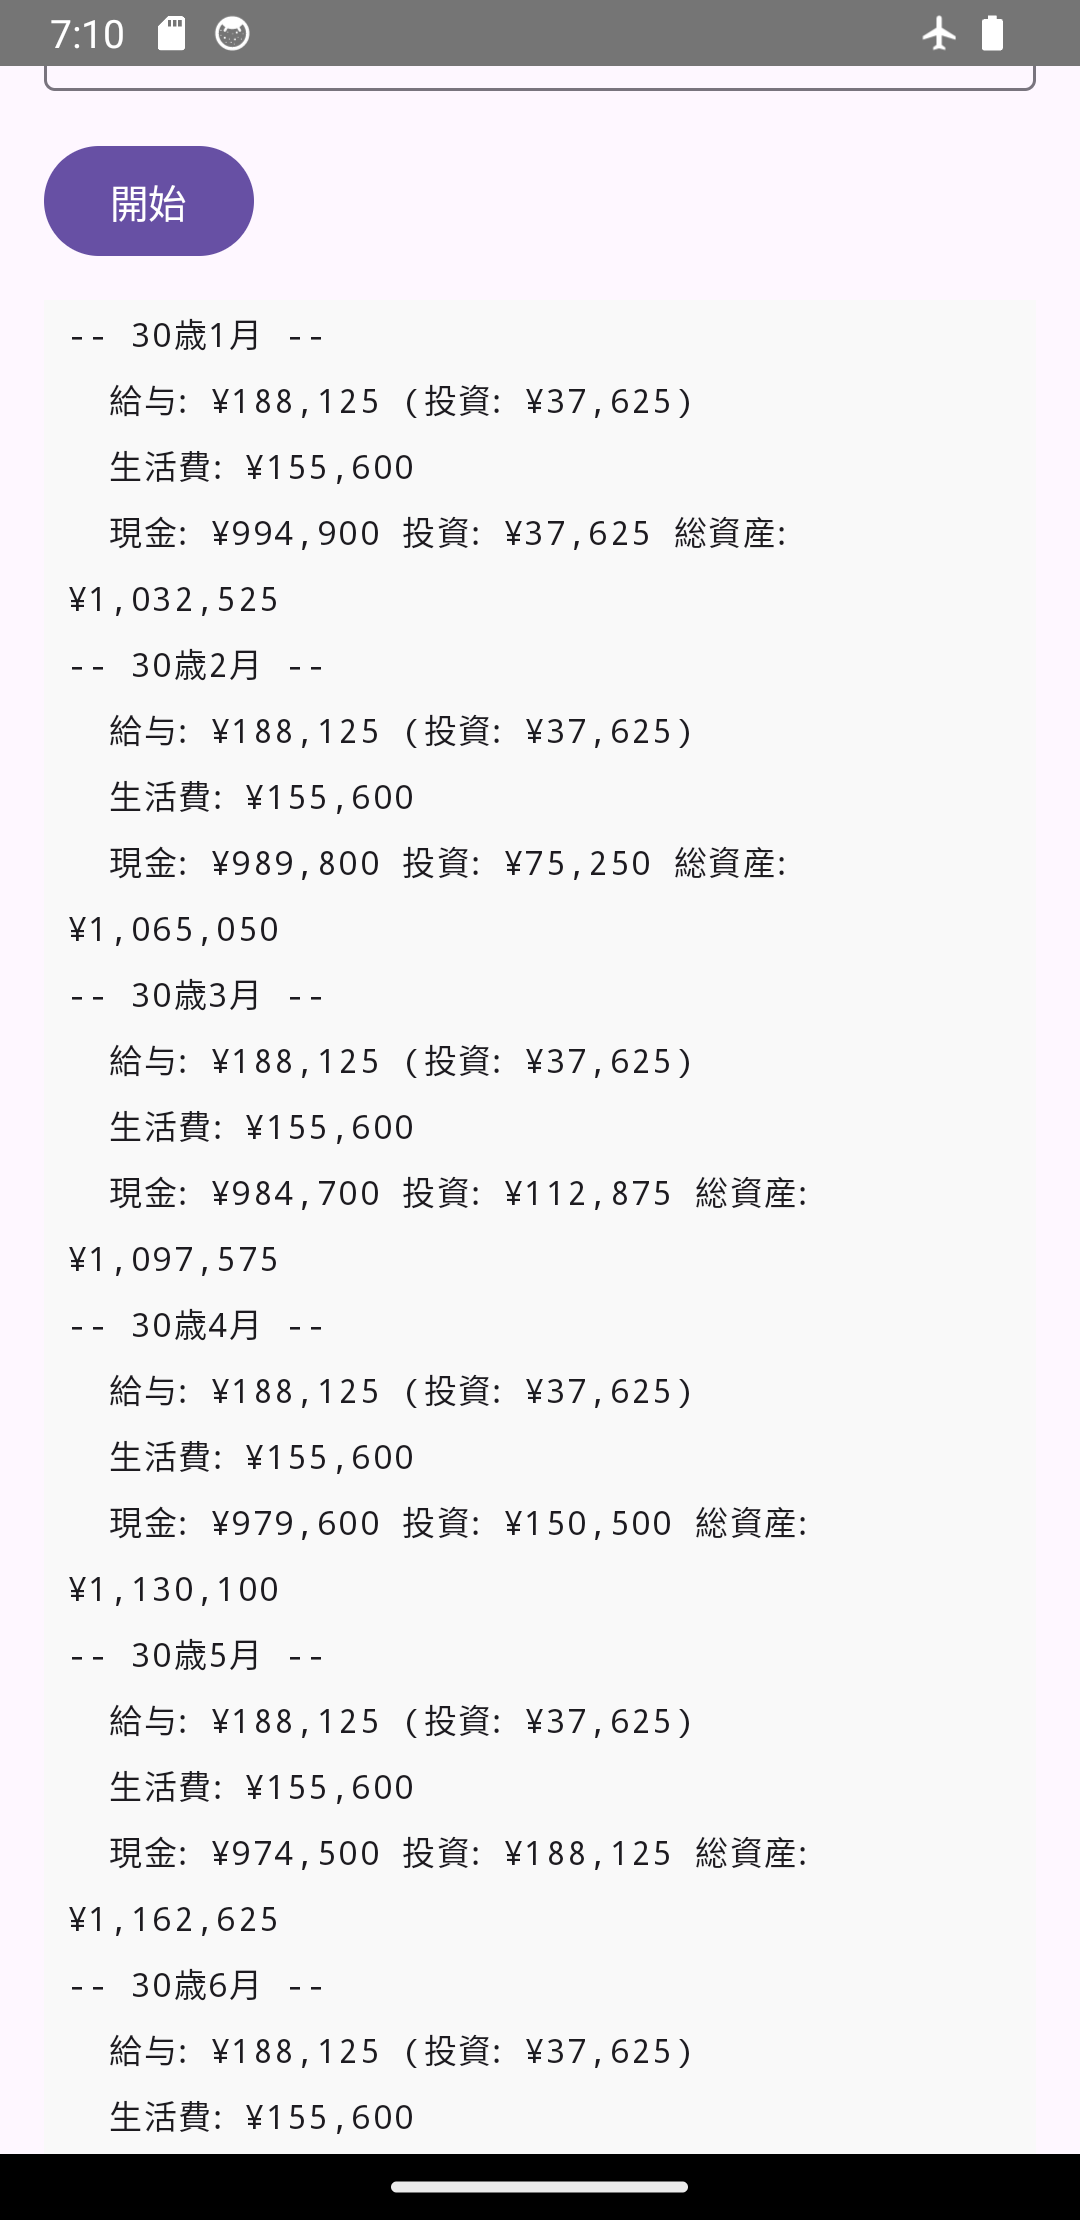 7:10
開始
-- 30歳1月 --
給与: ¥188,125 (投資: ¥37,625)
生活費: ¥155,600
現金: ¥994,900 投資: ¥37,625 総資産:
¥1,032,525
-- 30歳2月 --
給与: ¥188,125 (投資: ¥37,625)
生活費: ¥155,600
現金: ¥989,800 投資: ¥75,250 総資産:
¥1,065,050
-- 30歳3月 --
給与: ¥188,125 (投資: ¥37,625)
生活費: ¥155,600
現金: ¥984,700 投資: ¥112,875 総資産:
¥1,097,575
-- 30歳4月 --
給与: ¥188,125 (投資: ¥37,625)
生活費: ¥155,600
現金: ¥979,600 投資: ¥150,500 総資産:
¥1,130,100
-- 30歳5月 --
給与: ¥188,125 (投資: ¥37,625)
生活費: ¥155,600
現金: ¥974,500 投資: ¥188,125 総資産:
¥1,162,625
-- 30歳6月 --
給与: ¥188,125 (投資: ¥37,625)
生活費: ¥155,600